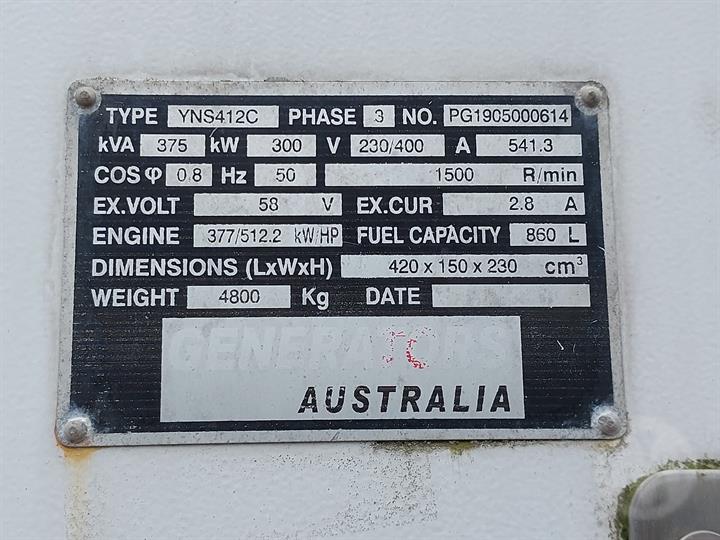 TYPE YNS412C PHASE 3 NO. PG1905000614
kVA 375 kW 300 V 230/400 A 541.3
COS φ 0.8 Hz 50 1500 R/min
EX.VOLT 58 V EX.CUR 2.8 A
ENGINE 377/512.2 kW/HP FUEL CAPACITY 860 L
DIMENSIONS (LxWxH) 420 x 150 x 230 cm³
WEIGHT 4800 Kg DATE
GENERATORS
AUSTRALIA